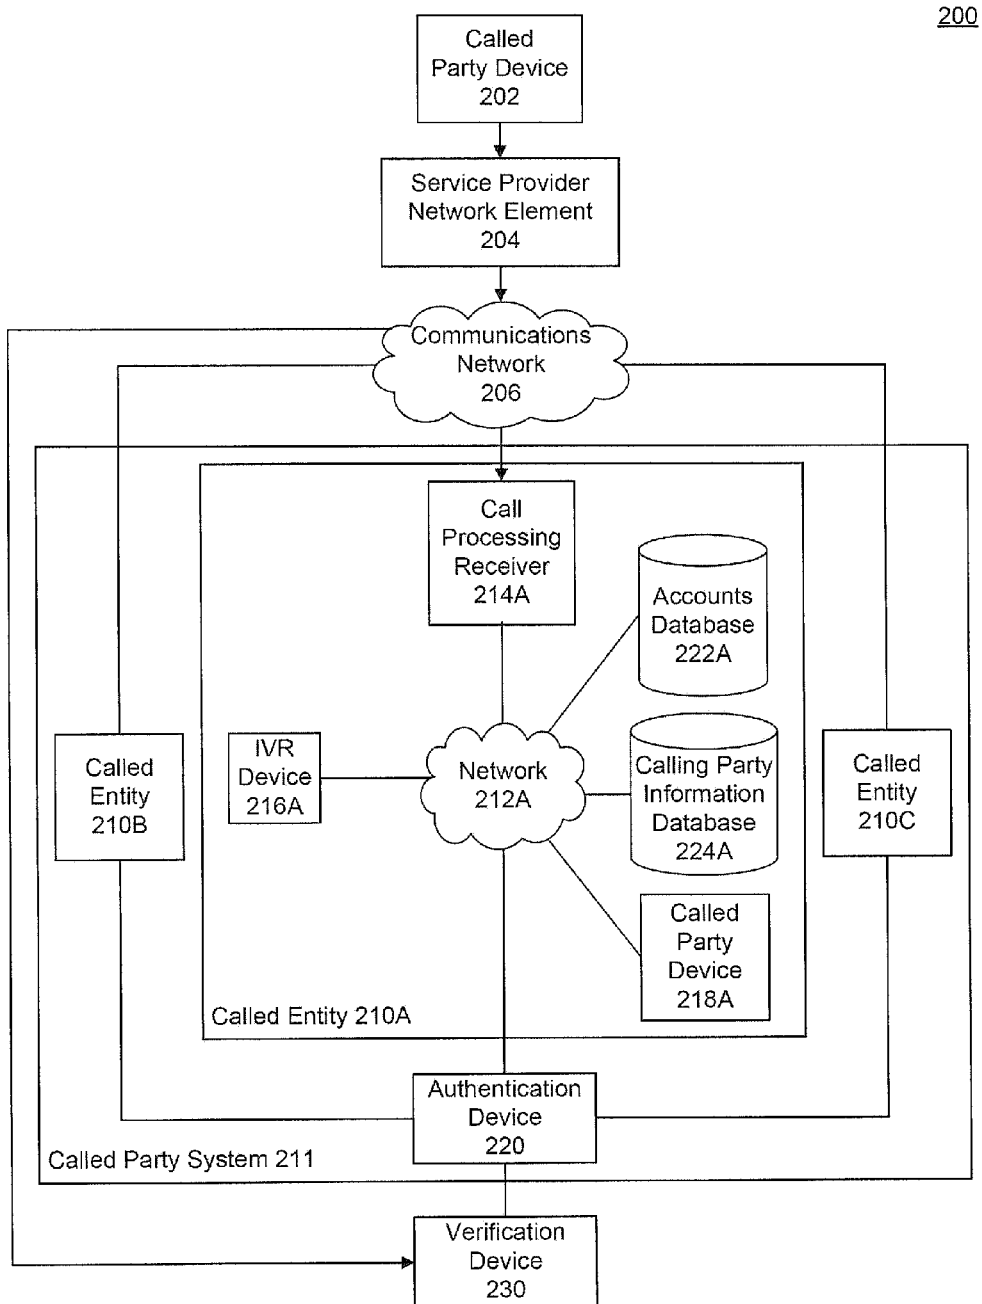 200
Called
Party Device
202
Service Provider
Network Element
204
Communications
Network
206
Call
Processing
Receiver
214A
Accounts
Database
222A
IVR
Device
216A
Network
212A
Calling Party
Information
Database
224A
Called
Entity
210B
Called
Entity
210C
Called
Party
Device
218A
Called Entity 210A
Authentication
Device
220
Called Party System 211
Verification
Device
230